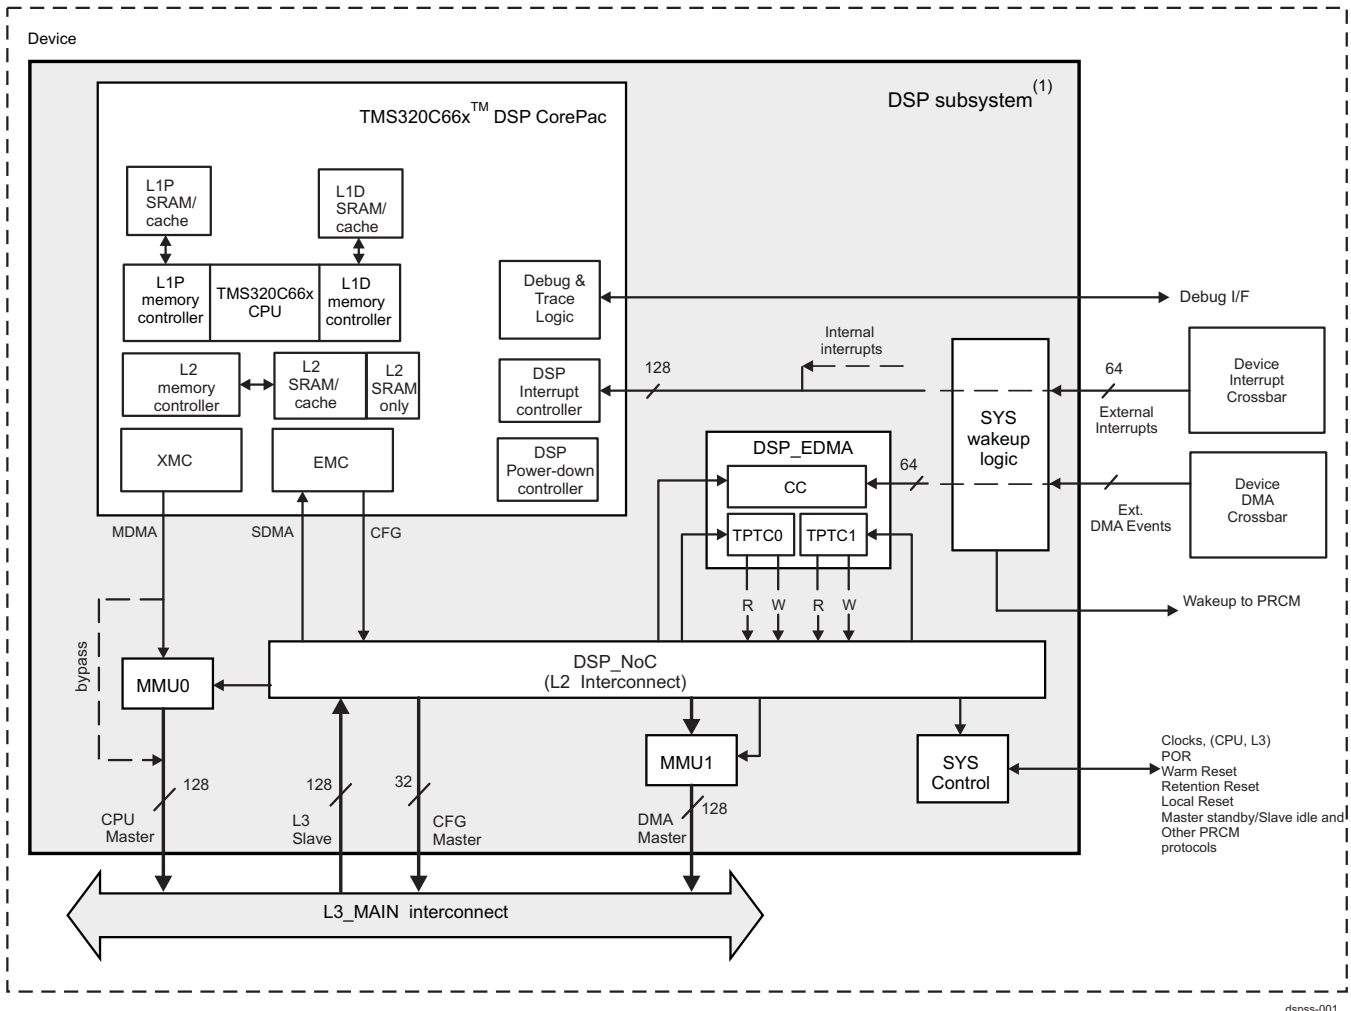 Device
DSP subsystem(1)
TMS320C66x™ DSP CorePac
L1P
SRAM/
cache
L1D
SRAM/
cache
L1P
memory
controller
TMS320C66x
CPU
L1D
memory
controller
Debug &
Trace
Logic
Debug I/F
L2
memory
controller
L2
SRAM/
cache
L2
SRAM
only
DSP
Interrupt
controller
128
Internal
interrupts
SYS
wakeup
logic
64
External
Interrupts
Device
Interrupt
Crossbar
XMC
EMC
DSP
Power-down
controller
DSP_EDMA
CC
64
TPTC0
TPTC1
Ext.
DMA Events
Device
DMA
Crossbar
MDMA
SDMA
CFG
R
W
R
W
Wakeup to PRCM
bypass
MMU0
DSP_NoC
(L2 Interconnect)
MMU1
SYS
Control
Clocks, (CPU, L3)
POR
Warm Reset
Retention Reset
Local Reset
Master standby/Slave idle and
Other PRCM
protocols
128
CPU
Master
128
L3
Slave
32
CFG
Master
128
DMA
Master
L3_MAIN interconnect
dspss-001